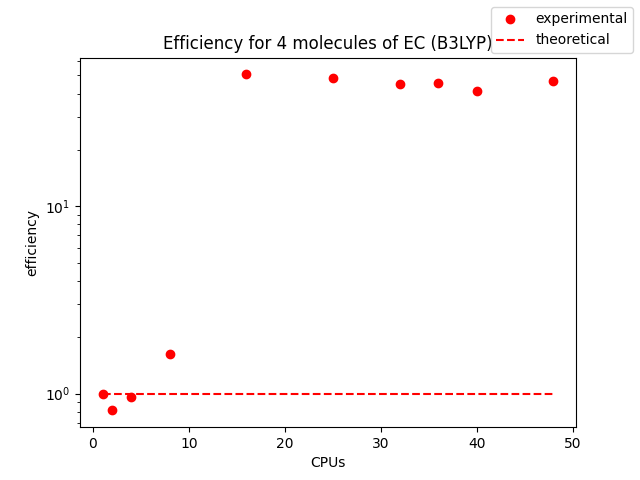 experimental
theoretical
Efficiency for 4 molecules of EC (B3LYP)
efficiency
10¹
10⁰
0 10 20 30 40 50
CPUs